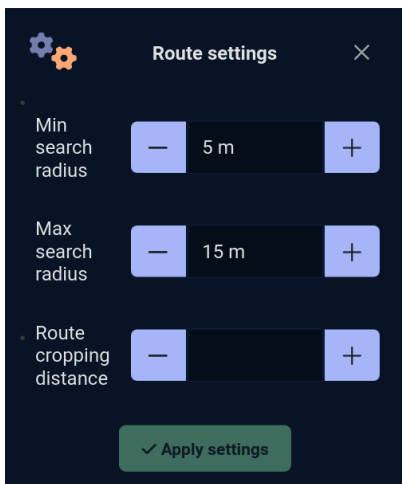 Route settings
Min
search
radius
5 m
Max
search
radius
15 m
Route
cropping
distance
Apply settings